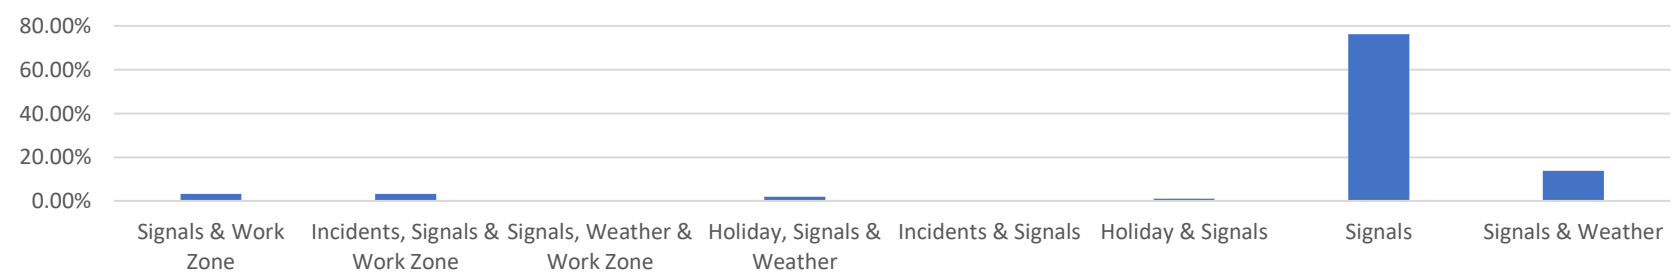 80.00%
60.00%
40.00%
20.00%
0.00%
Signals & Work
Zone
Incidents, Signals &
Work Zone
Signals, Weather &
Work Zone
Holiday, Signals &
Weather
Incidents & Signals
Holiday & Signals
Signals
Signals & Weather